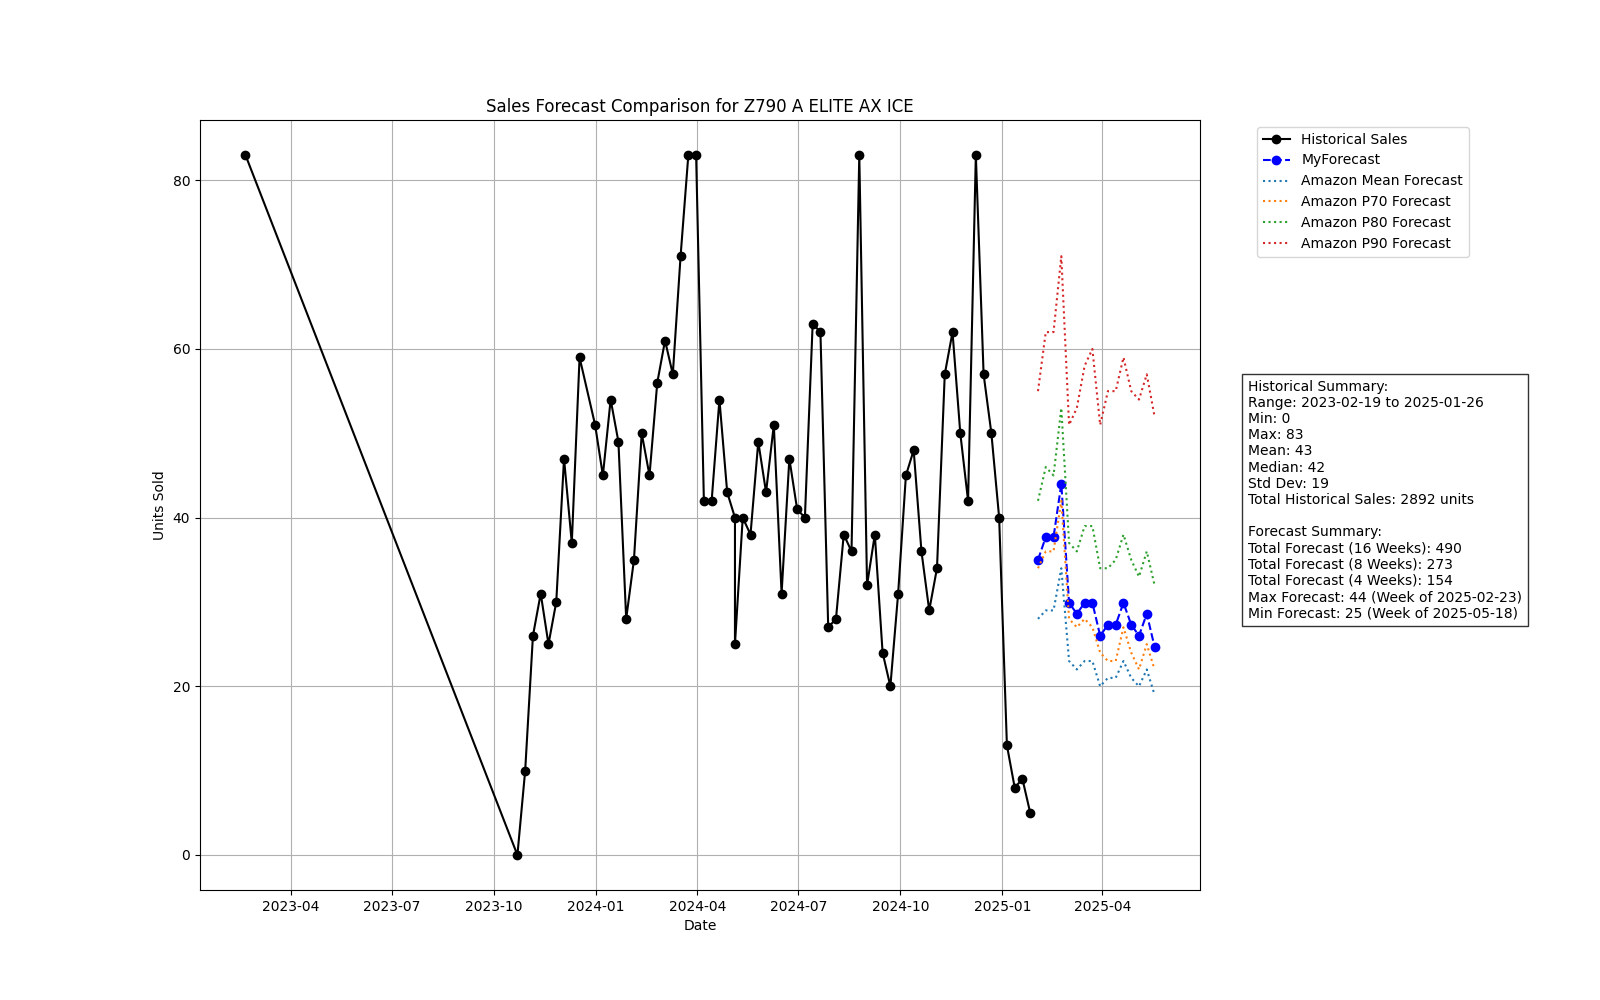 Sales Forecast Comparison for Z790 A ELITE AX ICE
Units Sold
80
60
40
20
0
2023-04
2023-07
2023-10
2024-01
2024-04
2024-07
2024-10
2025-01
2025-04
Date
Historical Sales
MyForecast
Amazon Mean Forecast
Amazon P70 Forecast
Amazon P80 Forecast
Amazon P90 Forecast
Historical Summary:
Range: 2023-02-19 to 2025-01-26
Min: 0
Max: 83
Mean: 43
Median: 42
Std Dev: 19
Total Historical Sales: 2892 units
Forecast Summary:
Total Forecast (16 Weeks): 490
Total Forecast (8 Weeks): 273
Total Forecast (4 Weeks): 154
Max Forecast: 44 (Week of 2025-02-23)
Min Forecast: 25 (Week of 2025-05-18)